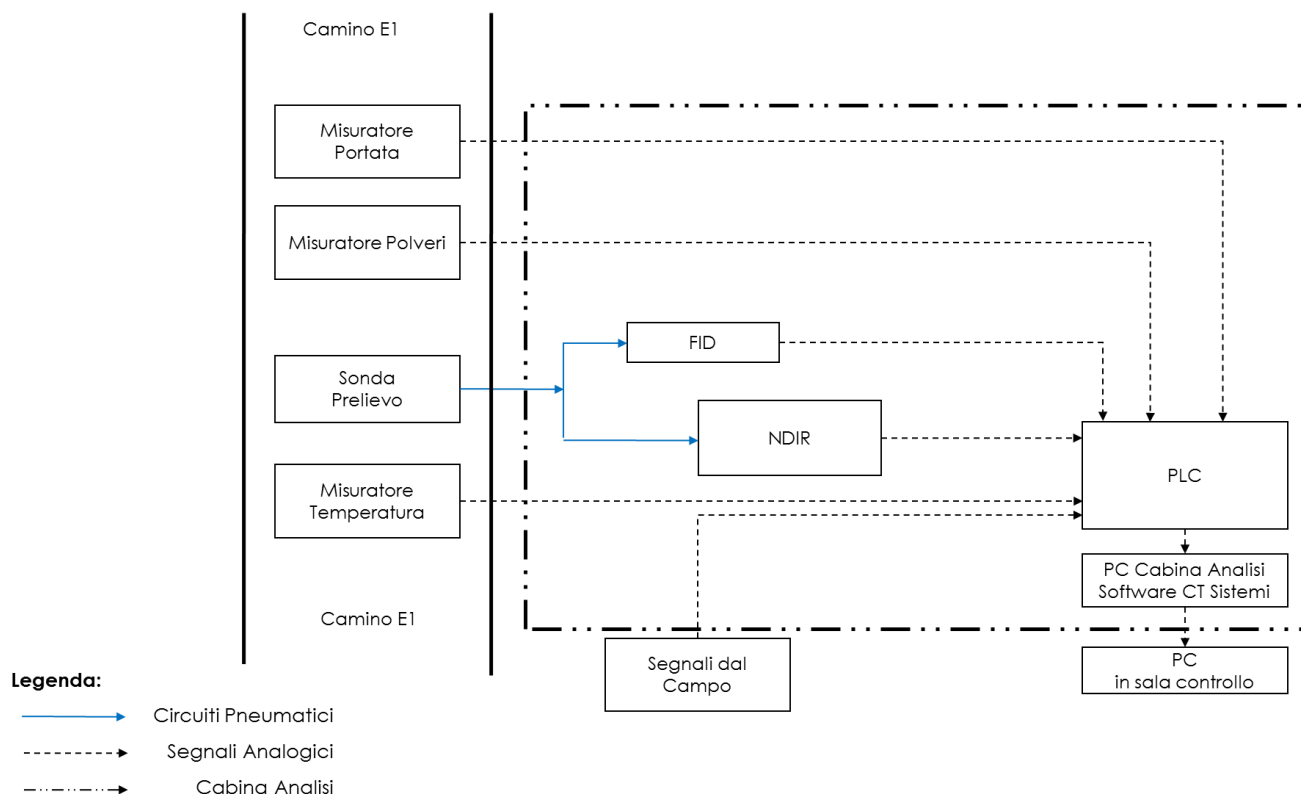 Camino E1
Misuratore
Portata
Misuratore Polveri
FID
Sonda
Prelievo
NDIR
PLC
Misuratore
Temperatura
PC Cabina Analisi
Software CT Sistemi
Camino E1
Segnali dal
Campo
PC
in sala controllo
Legenda:
Circuiti Pneumatici
Segnali Analogici
Cabina Analisi